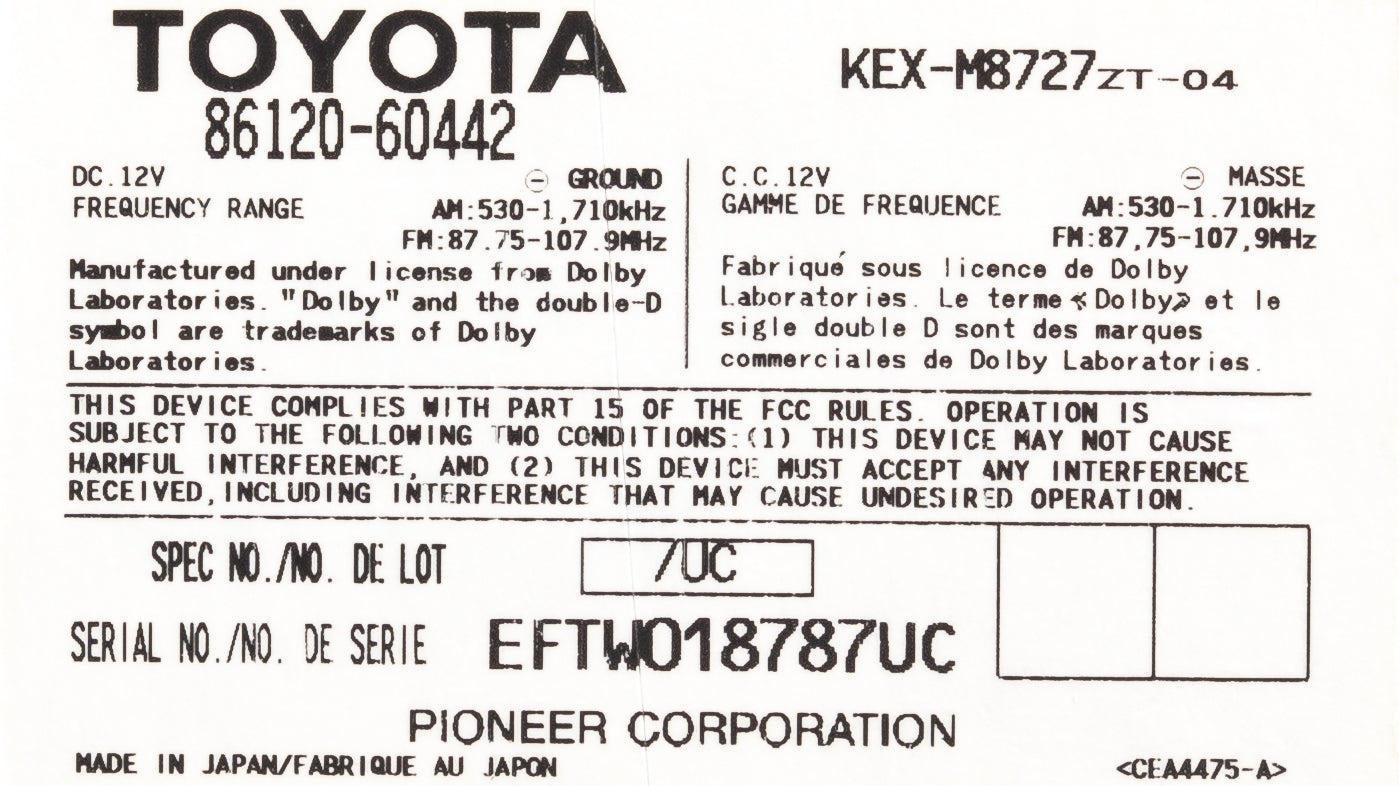 TOYOTA
86120-60442
KEX-M8727ZT-04
DC.12V ⊖ GROUND
FREQUENCY RANGE AM:530-1,710kHz
FM:87.75-107.9MHz
Manufactured under license from Dolby
Laboratories. "Dolby" and the double-D
symbol are trademarks of Dolby
Laboratories.
C.C.12V ⊖ MASSE
GAMME DE FREQUENCE AM:530-1.710kHz
FM:87,75-107,9MHz
Fabriqué sous licence de Dolby
Laboratories. Le terme «Dolby» et le
sigle double D sont des marques
commerciales de Dolby Laboratories.
THIS DEVICE COMPLIES WITH PART 15 OF THE FCC RULES. OPERATION IS
SUBJECT TO THE FOLLOWING TWO CONDITIONS:(1) THIS DEVICE MAY NOT CAUSE
HARMFUL INTERFERENCE, AND (2) THIS DEVICE MUST ACCEPT ANY INTERFERENCE
RECEIVED,INCLUDING INTERFERENCE THAT MAY CAUSE UNDESIRED OPERATION.
SPEC NO./NO. DE LOT /UC
SERIAL NO./NO. DE SERIE EFTW018787UC
PIONEER CORPORATION
MADE IN JAPAN/FABRIQUE AU JAPON
<CEA4475-A>